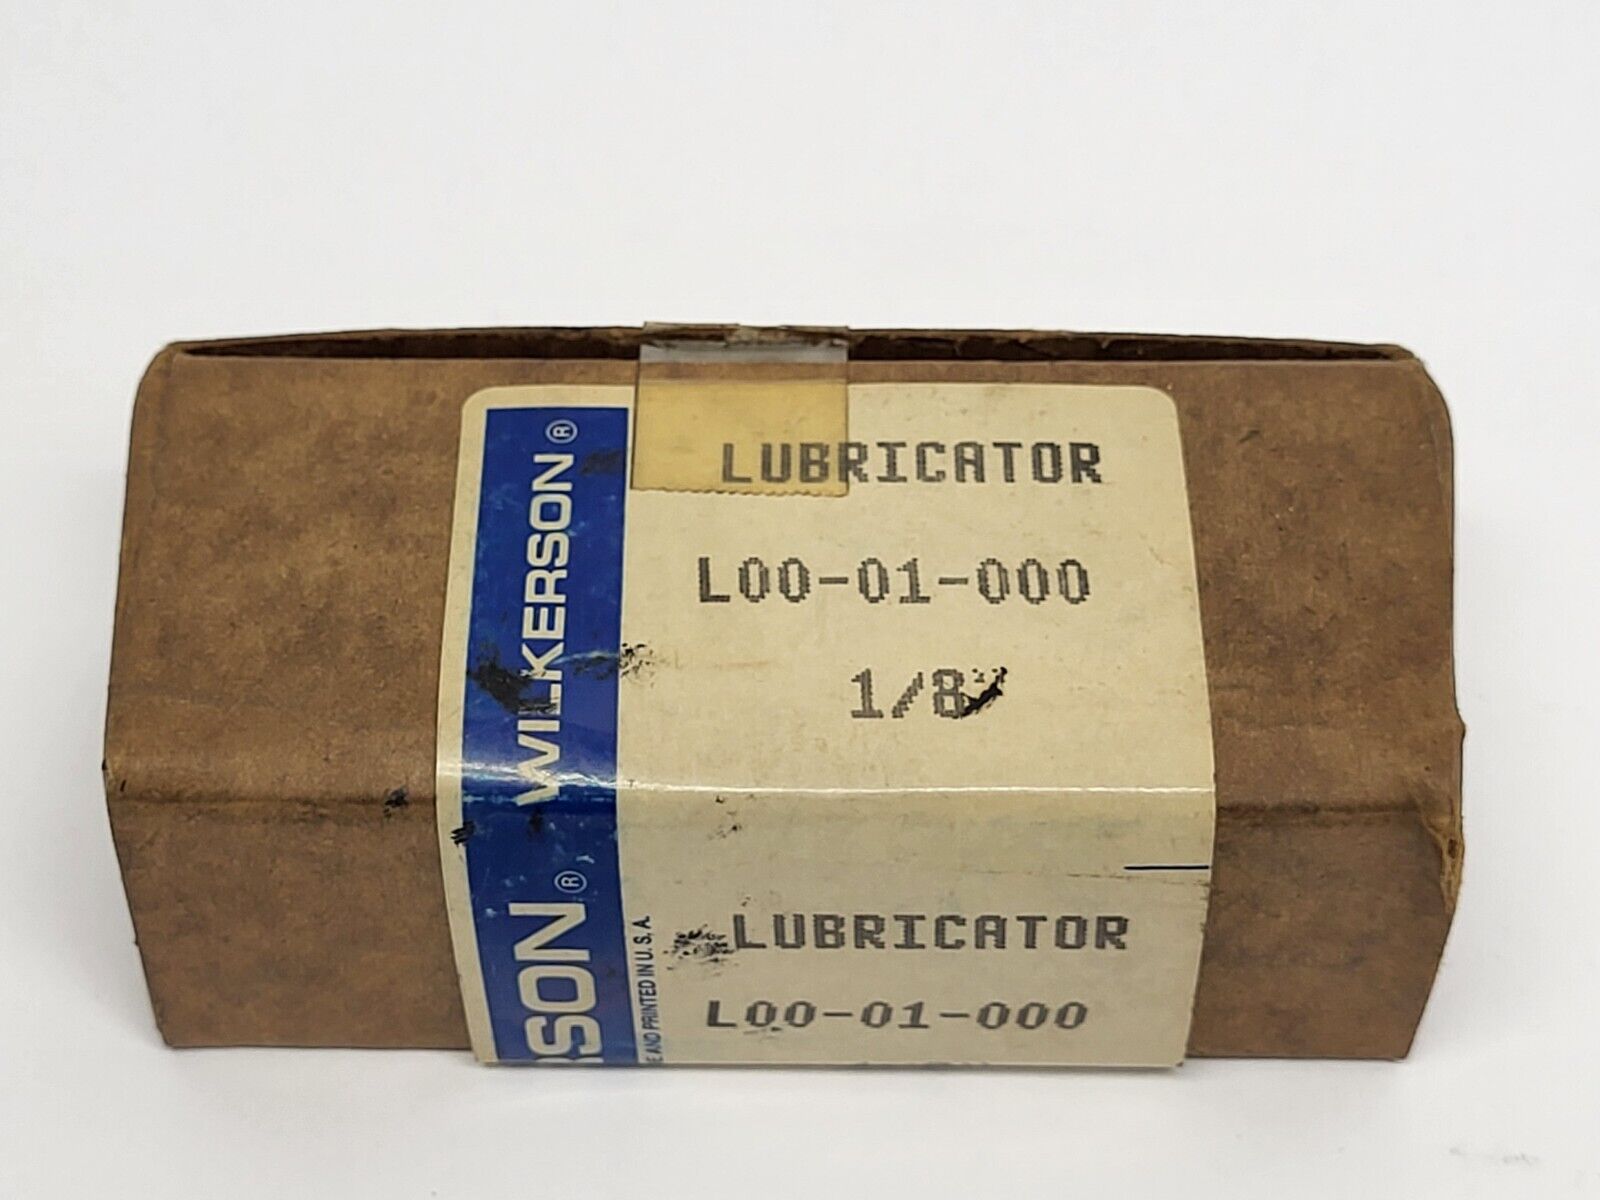 WILKERSON®
LUBRICATOR
L00-01-000
1/8"
SON®
AND PRINTED IN U. S. A.
LUBRICATOR
L00-01-000